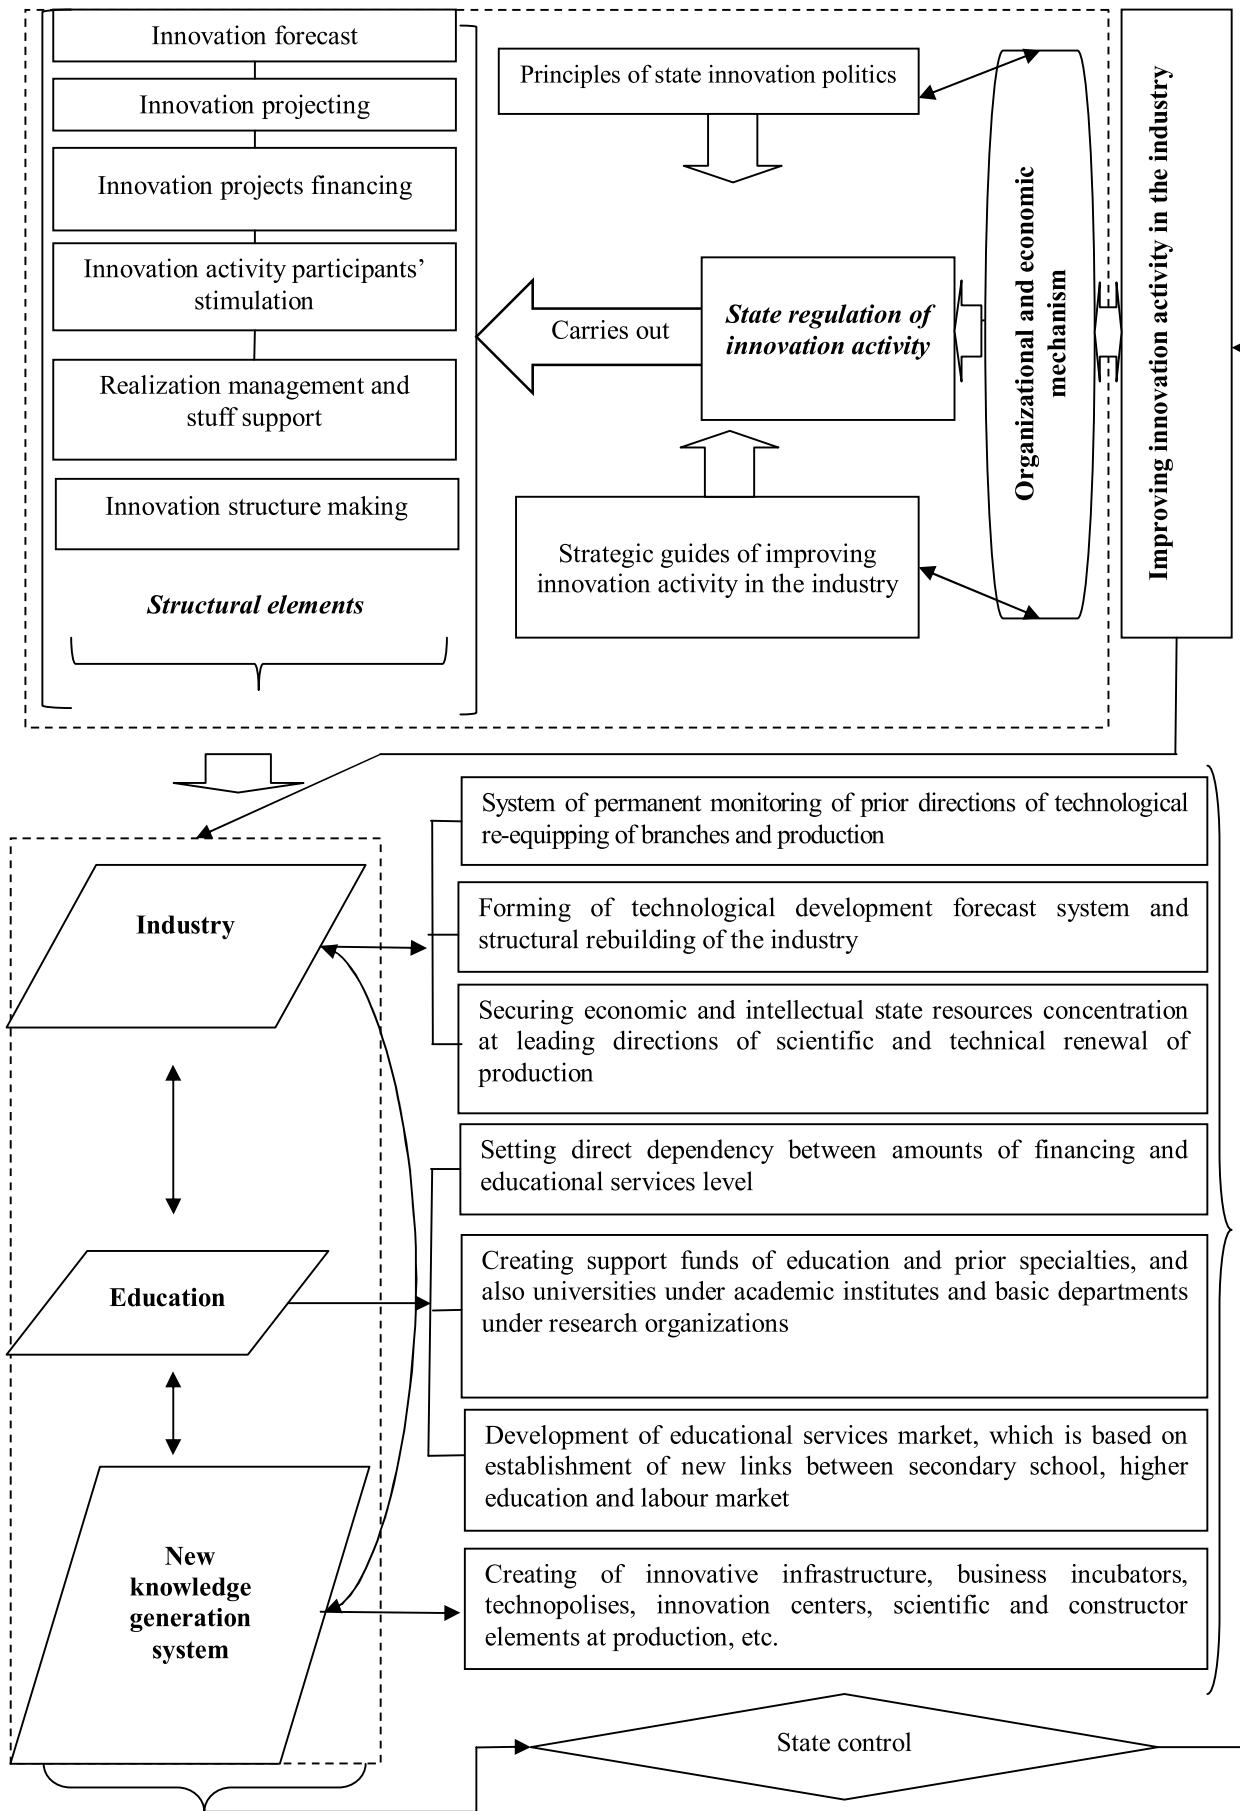 Innovation forecast
Innovation projecting
Innovation projects financing
Innovation activity participants’
stimulation
Realization management and
stuff support
Innovation structure making
Structural elements
Carries out
Principles of state innovation politics
State regulation of
innovation activity
Strategic guides of improving
innovation activity in the industry
Organizational and economic
mechanism
Improving innovation activity in the industry
Industry
System of permanent monitoring of prior directions of technological
re-equipping of branches and production
Forming of technological development forecast system and
structural rebuilding of the industry
Securing economic and intellectual state resources concentration
at leading directions of scientific and technical renewal of
production
Education
Setting direct dependency between amounts of financing and
educational services level
Creating support funds of education and prior specialties, and
also universities under academic institutes and basic departments
under research organizations
Development of educational services market, which is based on
establishment of new links between secondary school, higher
education and labour market
New
knowledge
generation
system
Creating of innovative infrastructure, business incubators,
technopolises, innovation centers, scientific and constructor
elements at production, etc.
State control